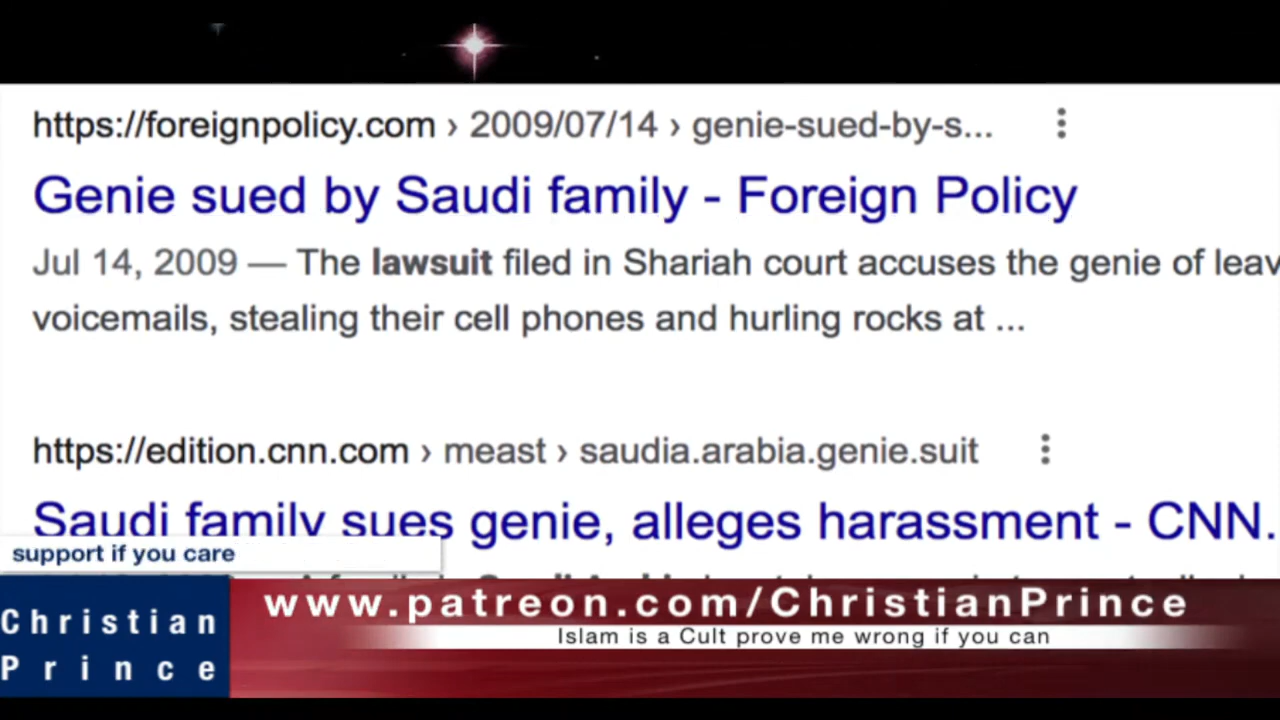 https://foreignpolicy.com › 2009/07/14 › genie-sued-by-s...
Genie sued by Saudi family - Foreign Policy
Jul 14, 2009 — The lawsuit filed in Shariah court accuses the genie of leav
voicemails, stealing their cell phones and hurling rocks at ...
https://edition.cnn.com › meast › saudia.arabia.genie.suit
Saudi family sues genie, alleges harassment - CNN.
support if you care
Christian
Prince
www.patreon.com/ChristianPrince
Islam is a Cult prove me wrong if you can